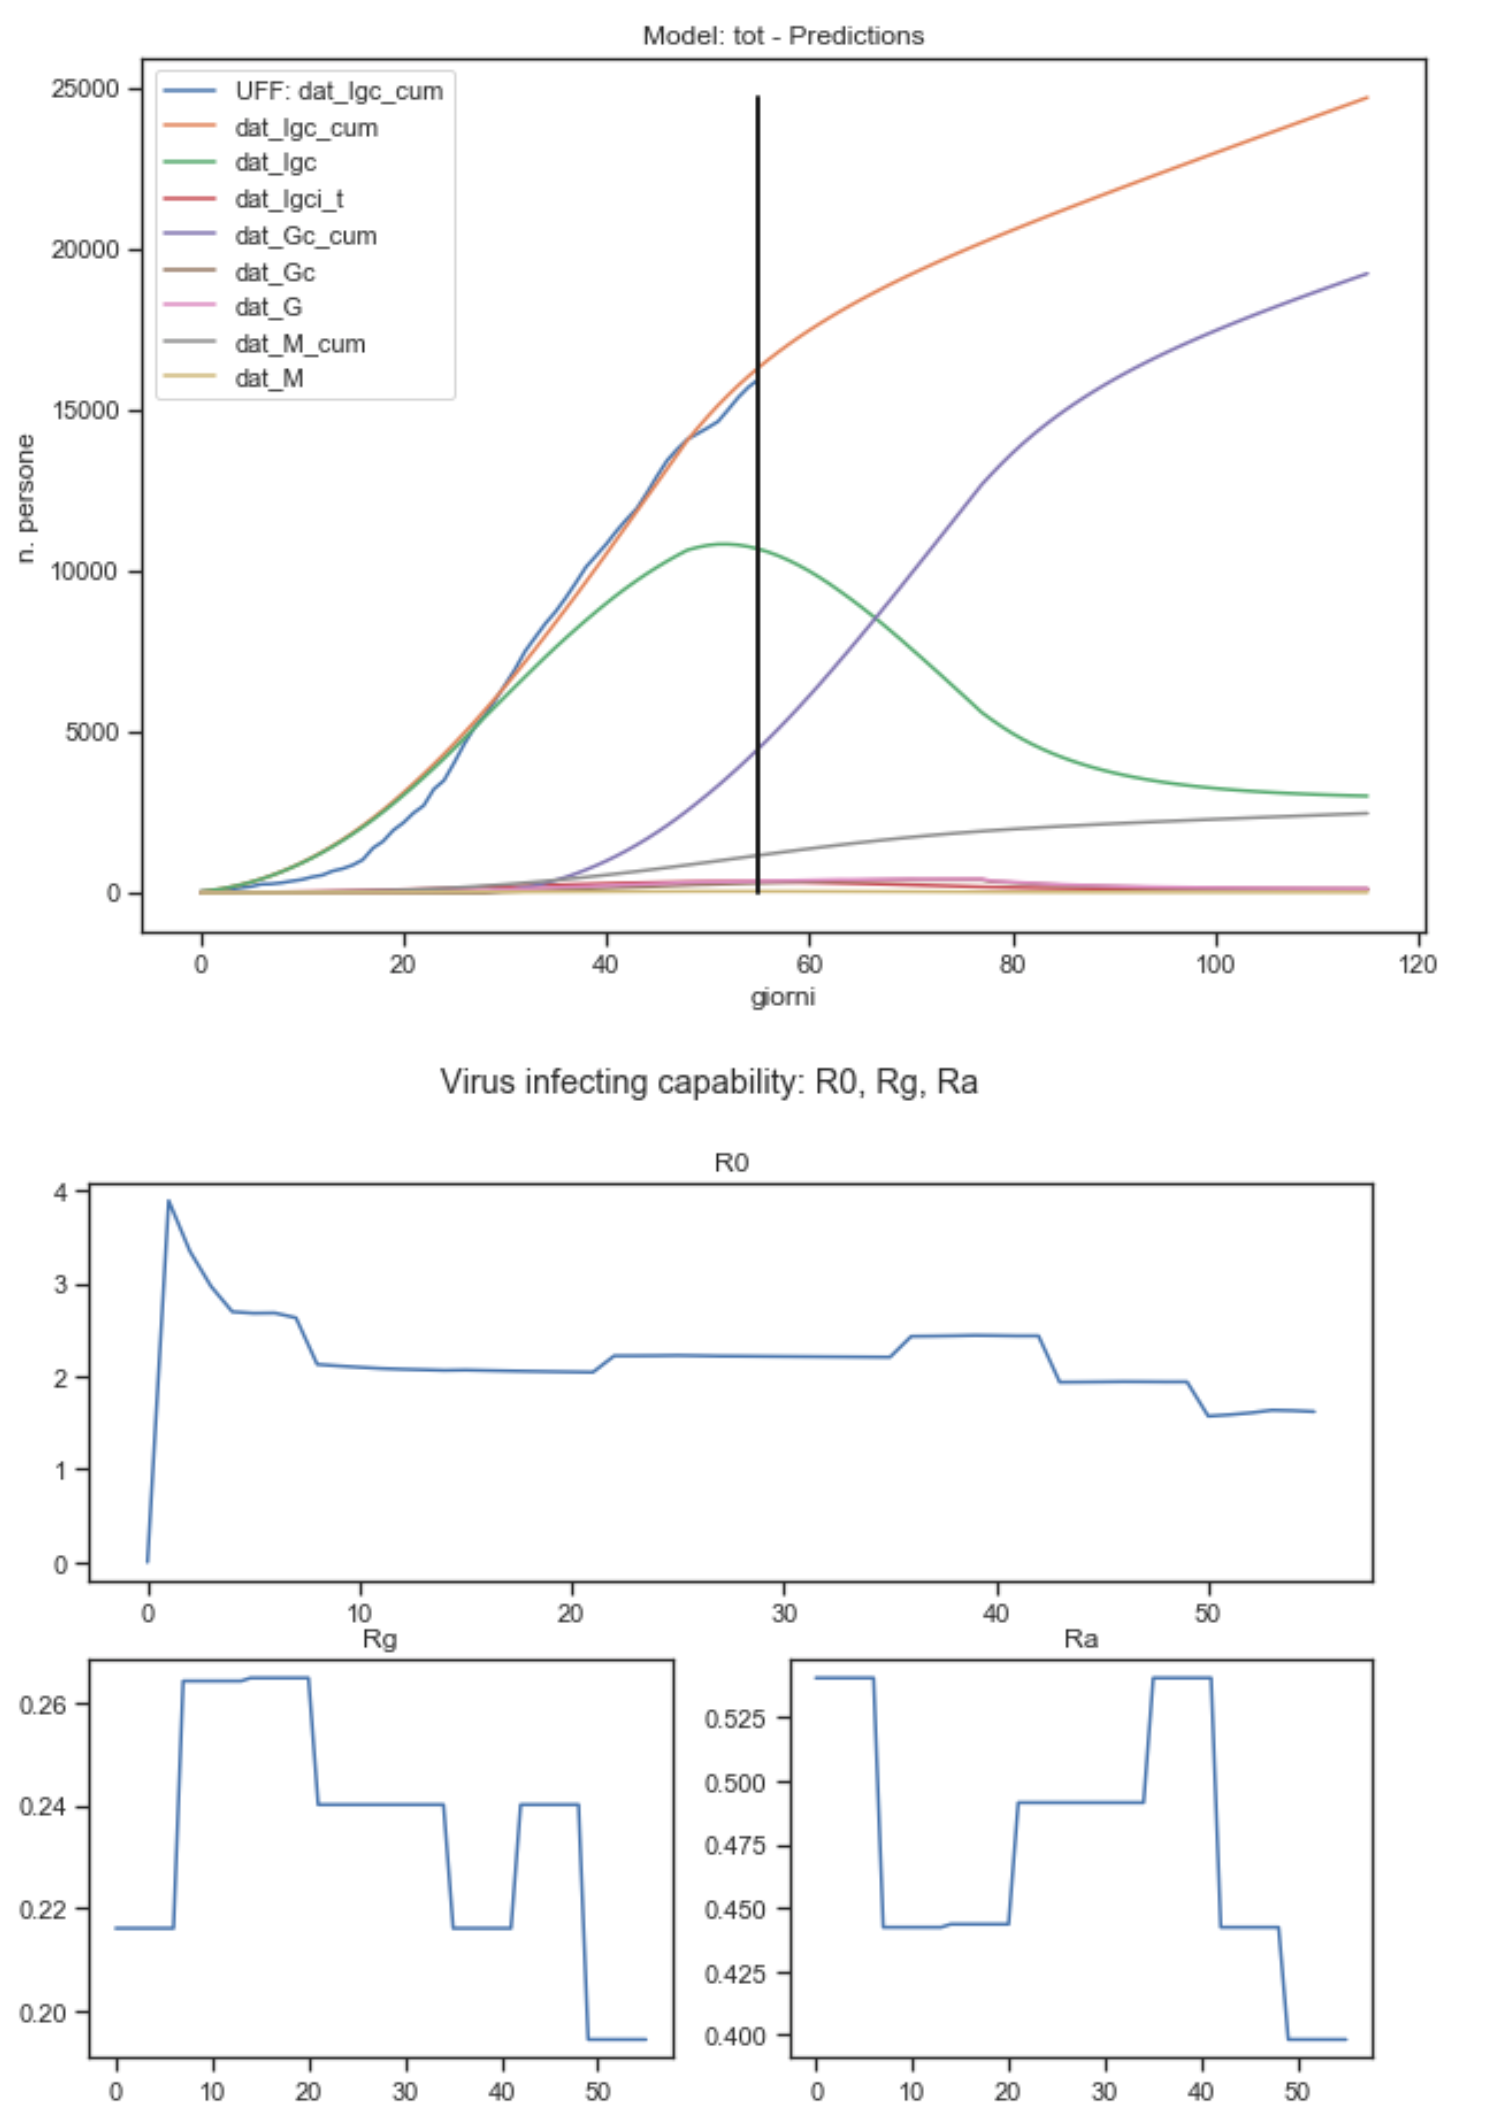 Model: tot - Predictions
25000
20000
15000
10000
5000
0
n. persone
UFF: dat_Igc_cum
dat_Igc_cum
dat_Igc
dat_Igci_t
dat_Gc_cum
dat_Gc
dat_G
dat_M_cum
dat_M
0 20 40 60 80 100 120
giorni
Virus infecting capability: R0, Rg, Ra
R0
4
3
2
1
0
0 10 20 30 40 50
Rg
0.26
0.24
0.22
0.20
0 10 20 30 40 50
Ra
0.525
0.500
0.475
0.450
0.425
0.400
0 10 20 30 40 50